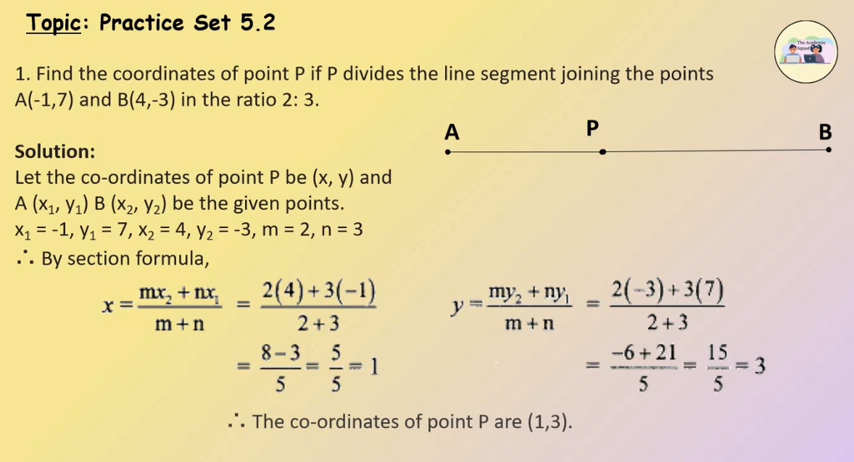 Topic: Practice Set 5.2
The Academic Squad
1. Find the coordinates of point P if P divides the line segment joining the points
A(-1,7) and B(4,-3) in the ratio 2: 3.
A P B
Solution:
Let the co-ordinates of point P be (x, y) and
A (x₁, y₁) B (x₂, y₂) be the given points.
x₁ = -1, y₁ = 7, x₂ = 4, y₂ = -3, m = 2, n = 3
∴ By section formula,
x = (mx₂ + nx₁)/(m + n) = (2(4) + 3(−1))/(2 + 3)
= (8 − 3)/5 = 5/5 = 1
y = (my₂ + ny₁)/(m + n) = (2(−3) + 3(7))/(2 + 3)
= (−6 + 21)/5 = 15/5 = 3
∴ The co-ordinates of point P are (1,3).